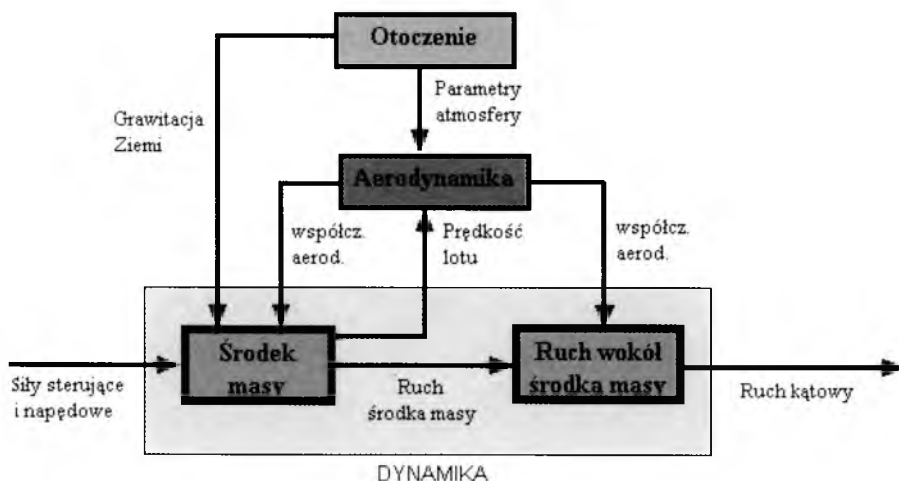 Otoczenie
Parametry
atmosfery
Grawitacja
Ziemi
Aerodynamika
współcz.
aerod.
Prędkość
lotu
współcz.
aerod.
Środek
masy
Ruch wokół
środka masy
Siły sterujące
i napędowe
Ruch
środka masy
Ruch kątowy
DYNAMIKA